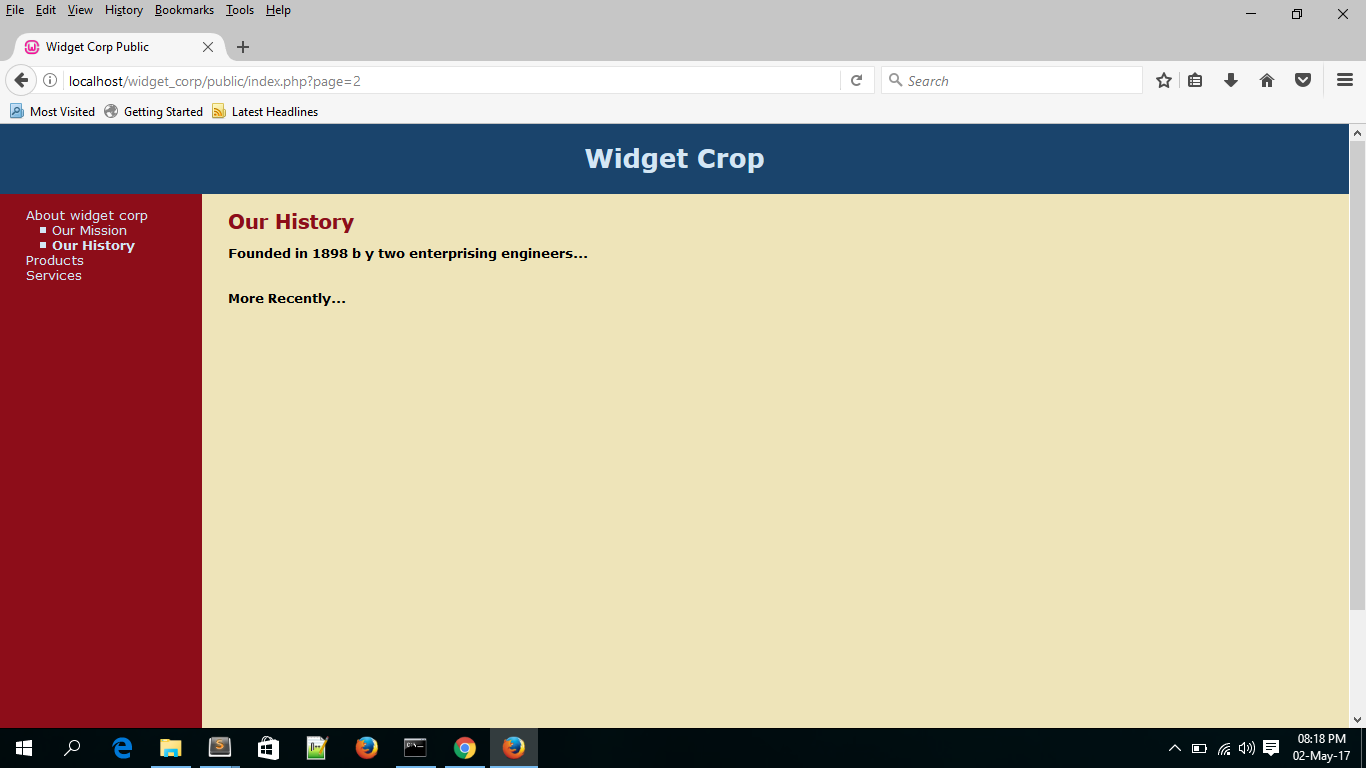 File Edit View History Bookmarks Tools Help
Widget Corp Public
localhost/widget_corp/public/index.php?page=2
Search
Most Visited Getting Started Latest Headlines
Widget Crop
About widget corp
Our Mission
Our History
Products
Services
Our History
Founded in 1898 b y two enterprising engineers...
More Recently...
08:18 PM
02-May-17